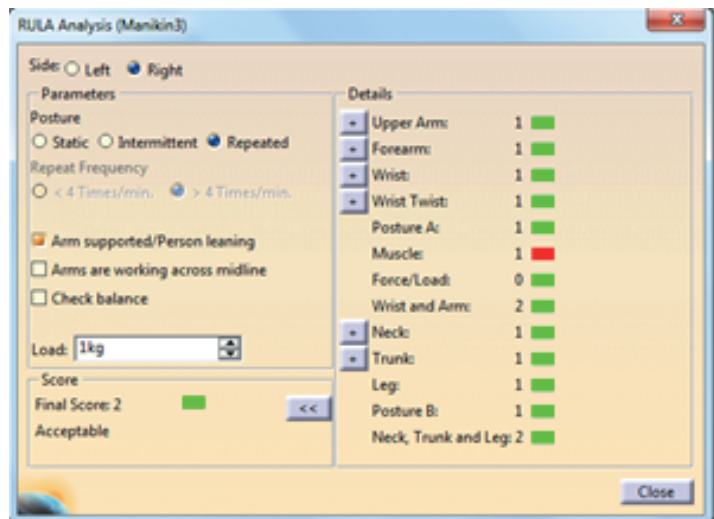 RULA Analysis (Manikin3)
Side: Left Right
Parameters
Posture
Static Intermittent Repeated
Repeat Frequency
< 4 Times/min. > 4 Times/min.
Arm supported/Person leaning
Arms are working across midline
Check balance
Load: 1kg
Score
Final Score: 2
<<
Acceptable
Details
+ Upper Arm: 1
+ Forearm: 1
+ Wrist: 1
+ Wrist Twist: 1
Posture A: 1
Muscle: 1
Force/Load: 0
Wrist and Arm: 2
+ Neck: 1
+ Trunk: 1
Leg: 1
Posture B: 1
Neck, Trunk and Leg: 2
Close